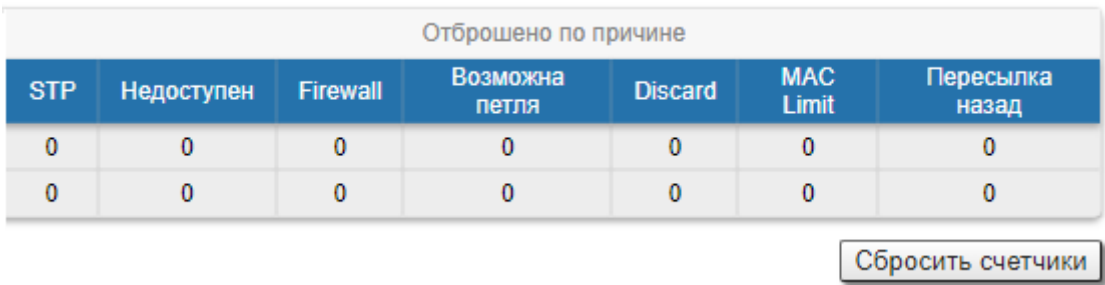 Отброшено по причине
STP Недоступен Firewall Возможна петля Discard MAC Limit Пересылка назад
0 0 0 0 0 0 0
0 0 0 0 0 0 0
Сбросить счетчики